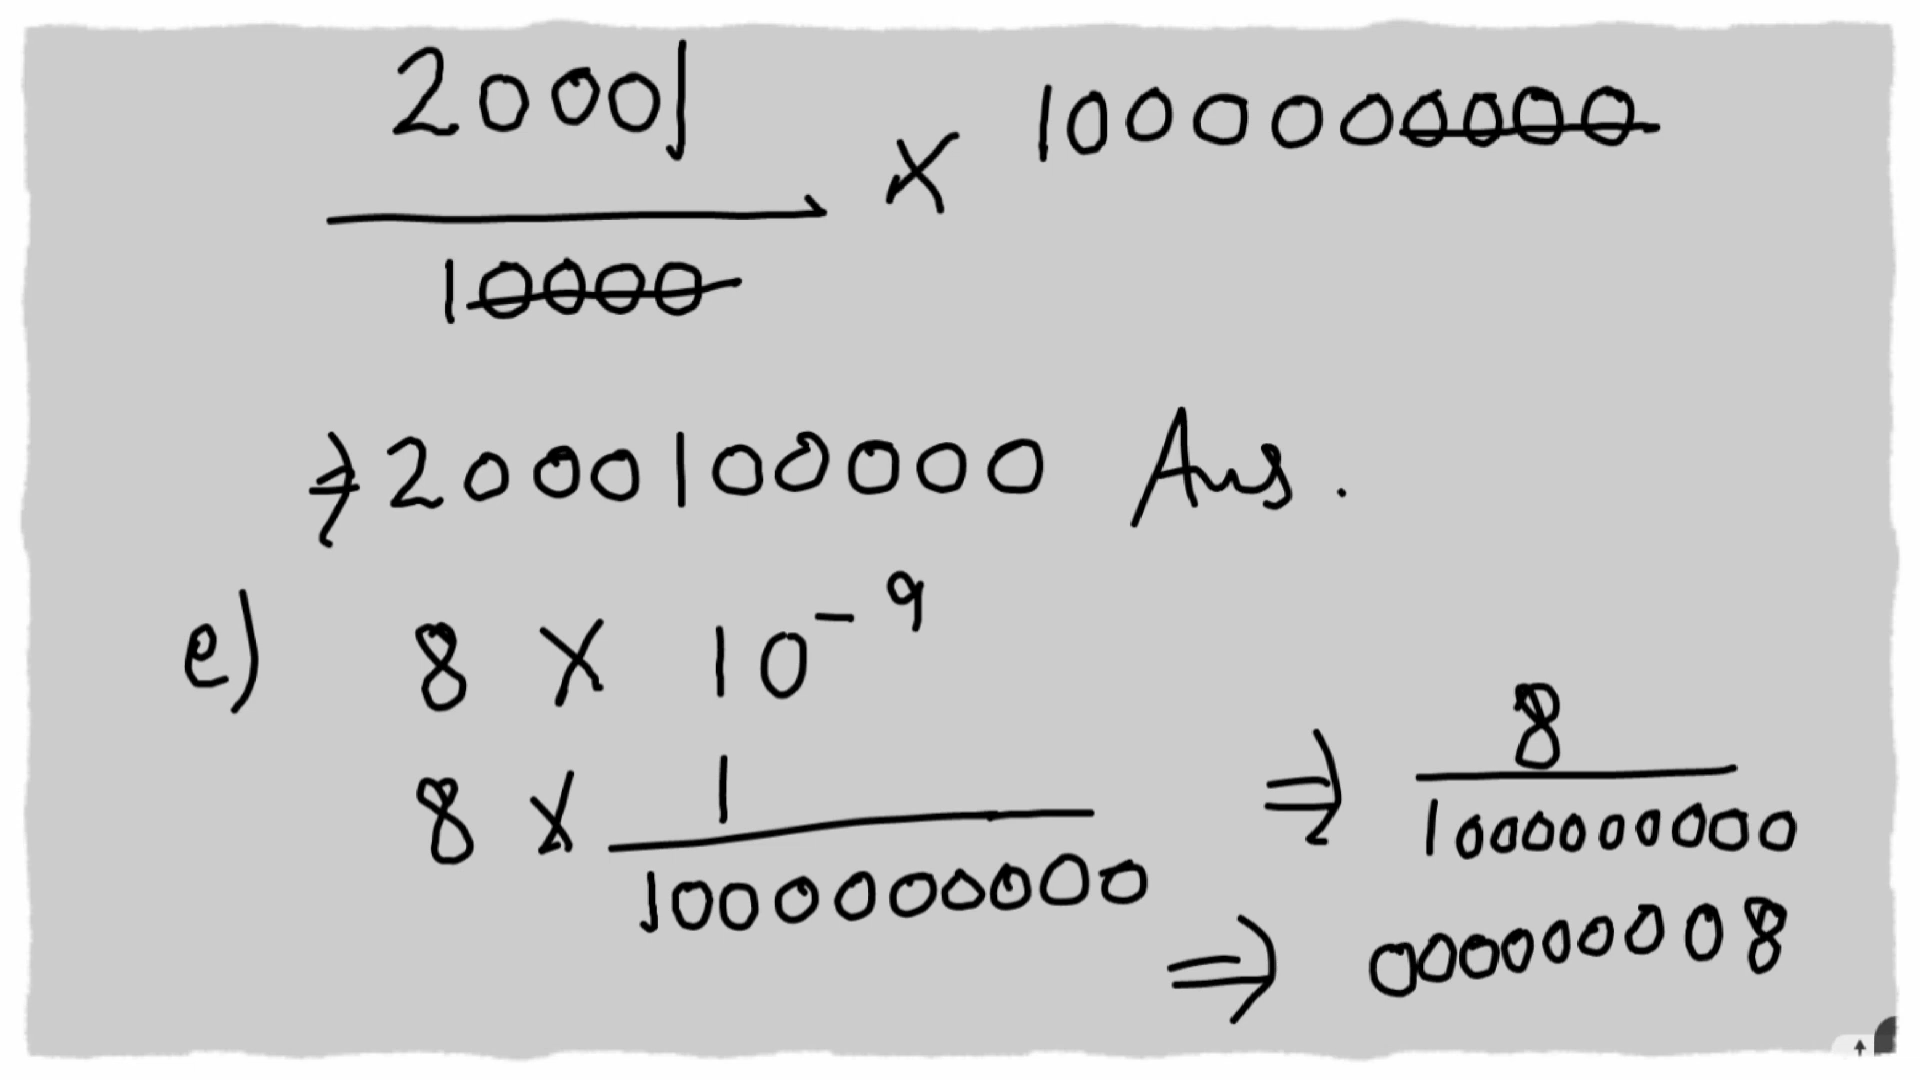 20001
× 1000000000
10000
⇒ 2000100000 Ans.
e) 8 × 10⁻⁹
8 × 1 ⇒ 8
1000000000 1000000000
⇒ 000000008